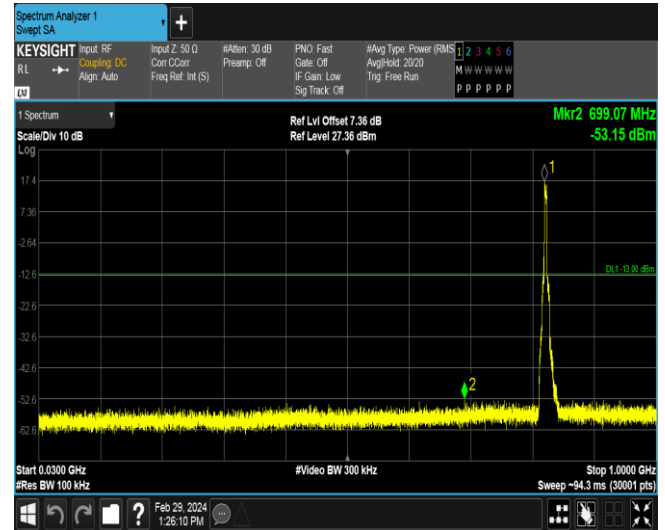 Spectrum Analyzer 1
Swept SA
+
KEYSIGHT Input: RF Input Z: 50 Ω #Atten: 30 dB PNO: Fast #Avg Type: Power (RMS 1 2 3 4 5 6
RL Coupling: DC Corr CCorr Preamp: Off Gate: Off Avg|Hold: 20/20 M W W W W W
Align: Auto Freq Ref: Int (S) IF Gain: Low Trig: Free Run
LXI Sig Track: Off P P P P P P
1 Spectrum Ref Lvl Offset 7.36 dB Mkr2 699.07 MHz
Scale/Div 10 dB Ref Level 27.36 dBm -53.15 dBm
Log
1
17.4
7.36
-2.64
-12.6 DL1 -13.00 dBm
-22.6
-32.6
-42.6
2
-52.6
-62.6
Start 0.0300 GHz #Video BW 300 kHz Stop 1.0000 GHz
#Res BW 100 kHz Sweep ~94.3 ms (30001 pts)
? Feb 29, 2024
1:26:10 PM